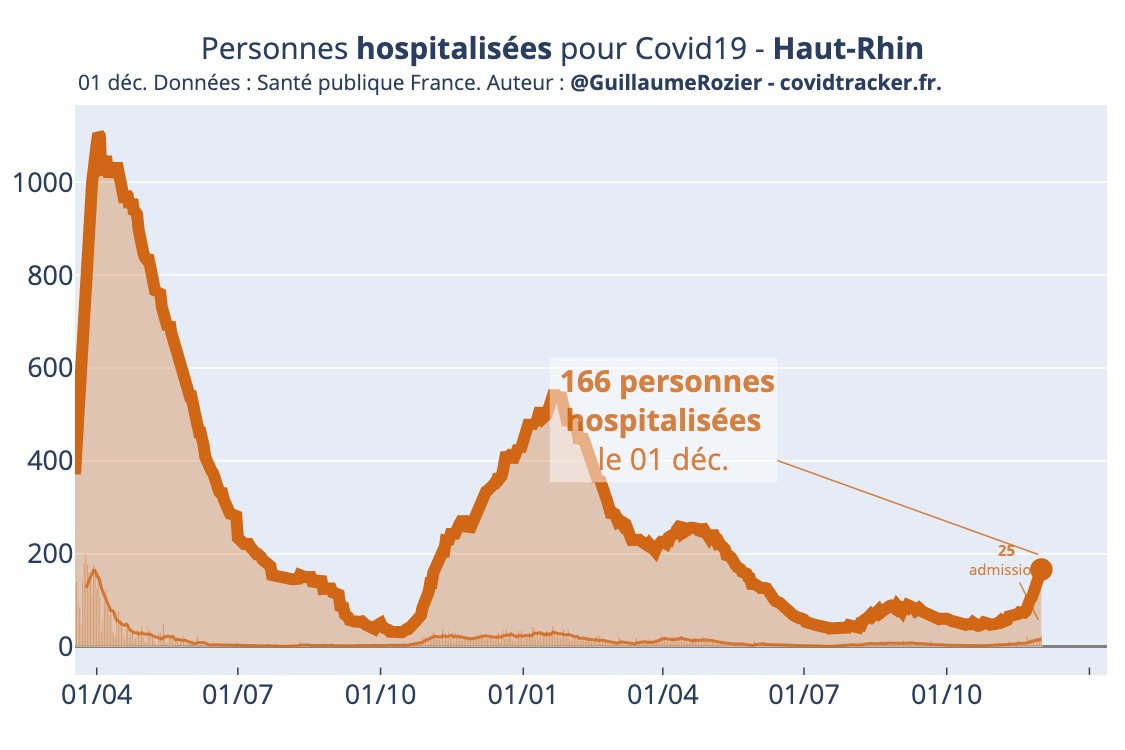 Personnes hospitalisées pour Covid19 - Haut-Rhin
01 déc. Données : Santé publique France. Auteur : @GuillaumeRozier - covidtracker.fr.
1000
800
600
400
200
0
166 personnes
hospitalisées
le 01 déc.
25
admissio
01/04 01/07 01/10 01/01 01/04 01/07 01/10